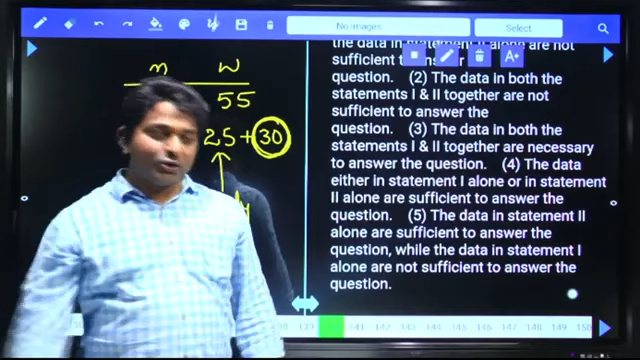 No images
Select
A+
m w
55
25 + 30
the data in statement II alone are not
sufficient to
question. (2) The data in both the
statements I & II together are not
sufficient to answer the
question. (3) The data in both the
statements I & II together are necessary
to answer the question. (4) The data
either in statement I alone or in statement
II alone are sufficient to answer the
question. (5) The data in statement II
alone are sufficient to answer the
question, while the data in statement I
alone are not sufficient to answer the
question.
139 141 142 143 144 145 146 147 148 149 150